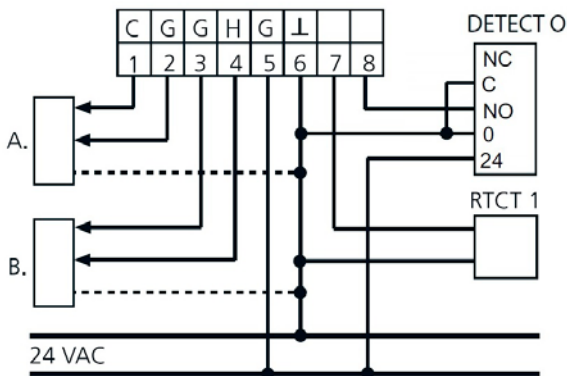 DETECT O
C G G H G ⊥
1 2 3 4 5 6 7 8
NC
C
NO
0
24
A.
RTCT 1
B.
24 VAC